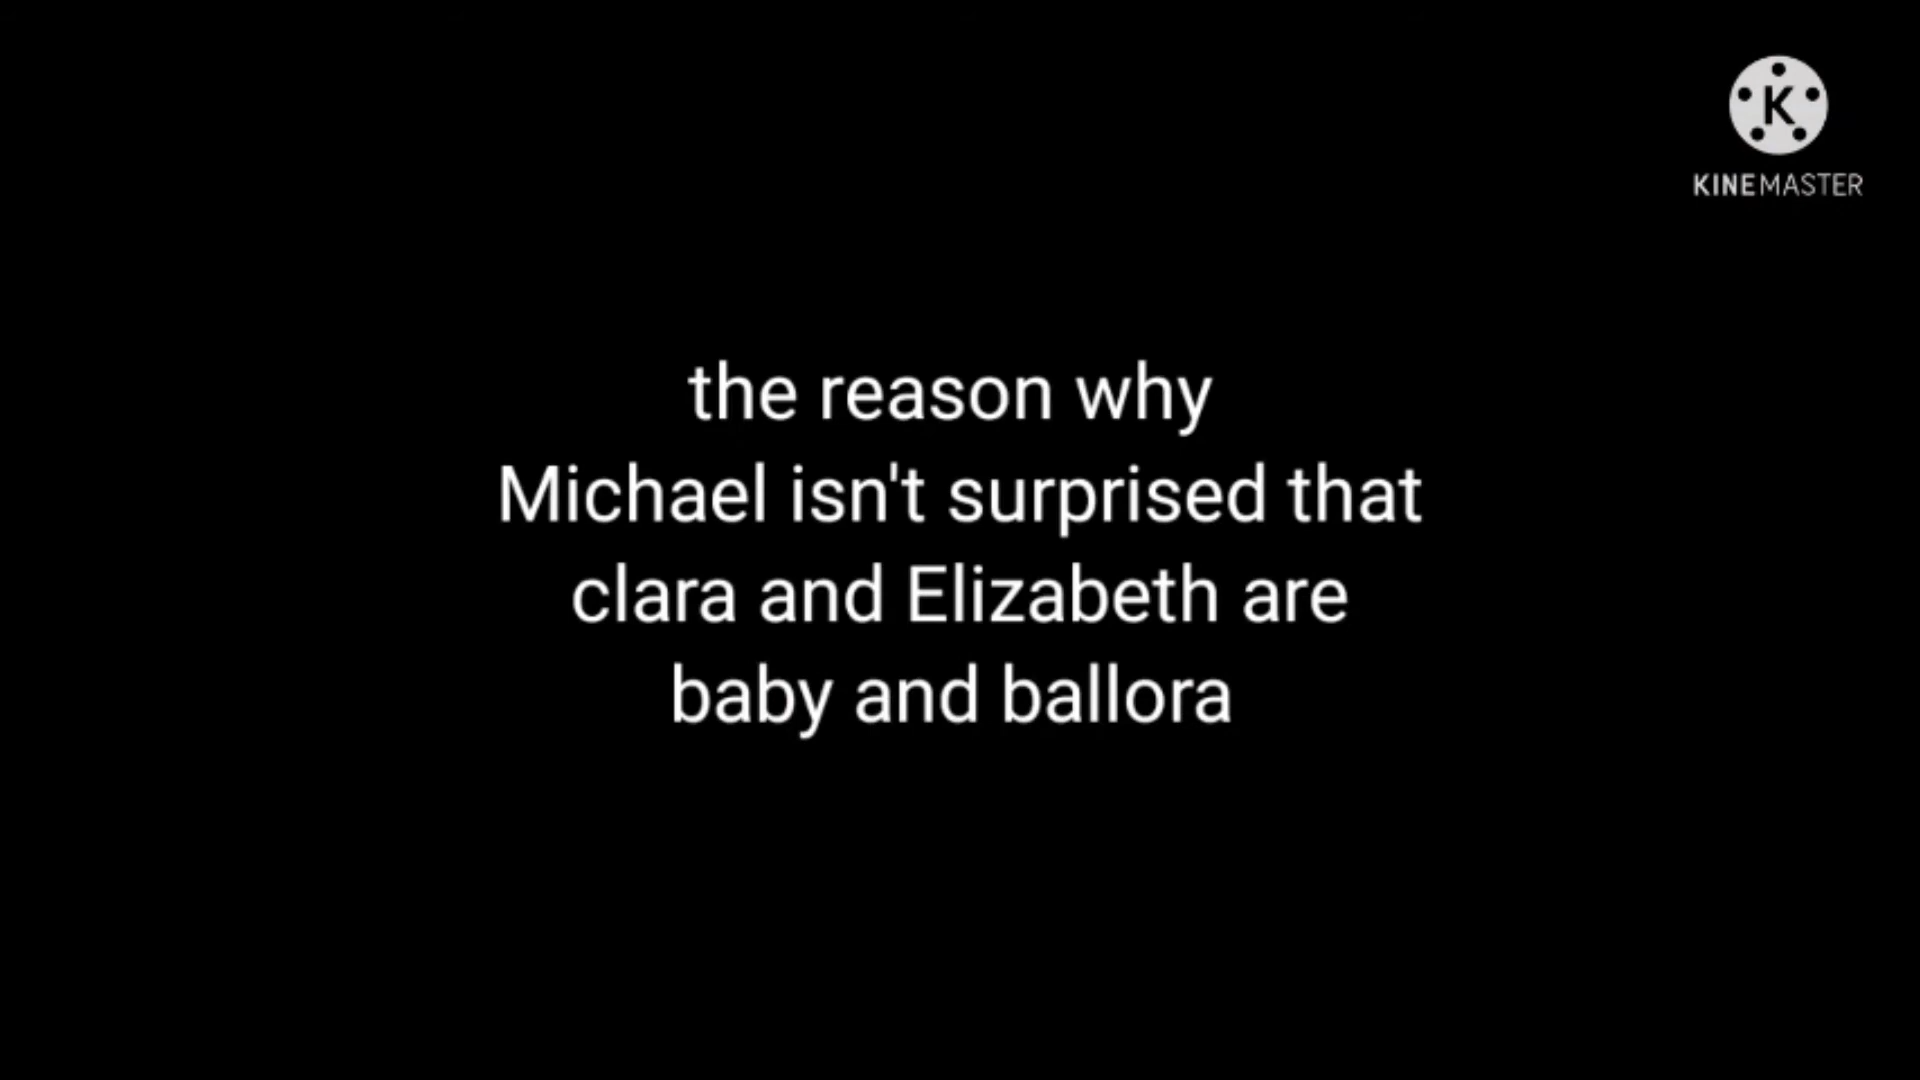 K
KINEMASTER
the reason why
Michael isn't surprised that
clara and Elizabeth are
baby and ballora